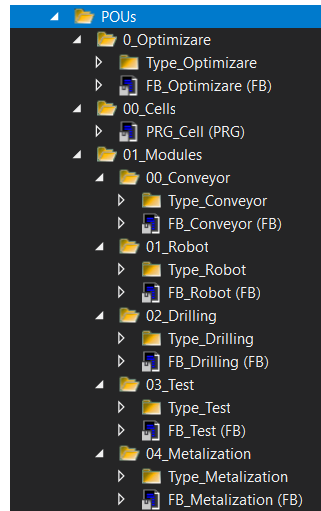 POUs
0_Optimizare
Type_Optimizare
FB_Optimizare (FB)
00_Cells
PRG_Cell (PRG)
01_Modules
00_Conveyor
Type_Conveyor
FB_Conveyor (FB)
01_Robot
Type_Robot
FB_Robot (FB)
02_Drilling
Type_Drilling
FB_Drilling (FB)
03_Test
Type_Test
FB_Test (FB)
04_Metalization
Type_Metalization
FB_Metalization (FB)